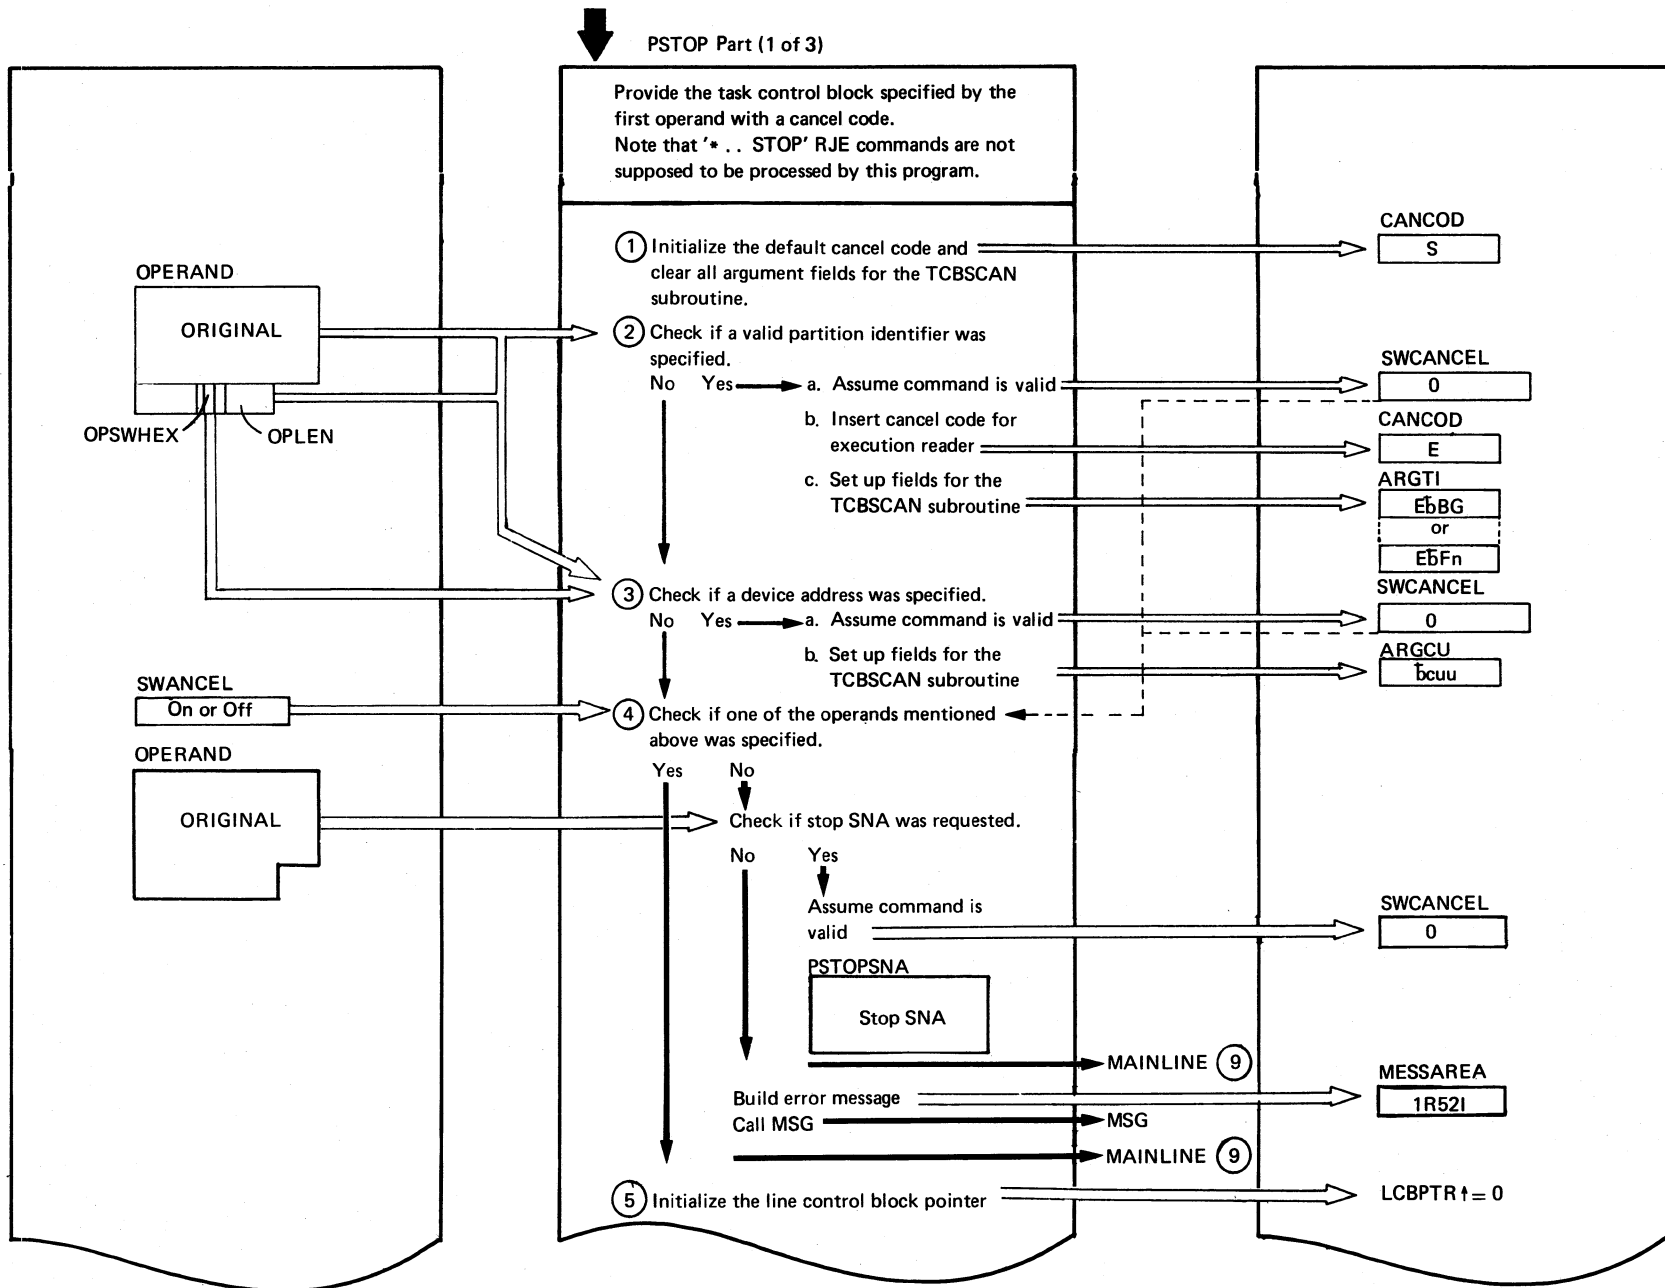 PSTOP Part (1 of 3)
Provide the task control block specified by the
first operand with a cancel code.
Note that '* . . STOP' RJE commands are not
supposed to be processed by this program.
1 Initialize the default cancel code and
clear all argument fields for the TCBSCAN
subroutine.
CANCOD
S
OPERAND
ORIGINAL
OPSWHEX
OPLEN
2 Check if a valid partition identifier was
specified.
No Yes a. Assume command is valid
SWCANCEL
0
b. Insert cancel code for
execution reader
CANCOD
E
c. Set up fields for the
TCBSCAN subroutine
ARGTI
EƀBG
or
EƀFn
3 Check if a device address was specified.
No Yes a. Assume command is valid
SWCANCEL
0
b. Set up fields for the
TCBSCAN subroutine
ARGCU
ƀcuu
SWANCEL
On or Off
4 Check if one of the operands mentioned
above was specified.
Yes No
OPERAND
ORIGINAL
Check if stop SNA was requested.
No Yes
Assume command is
valid
SWCANCEL
0
PSTOPSNA
Stop SNA
MAINLINE 9
Build error message
MESSAREA
1R52I
Call MSG MSG
MAINLINE 9
5 Initialize the line control block pointer
LCBPTR↑= 0